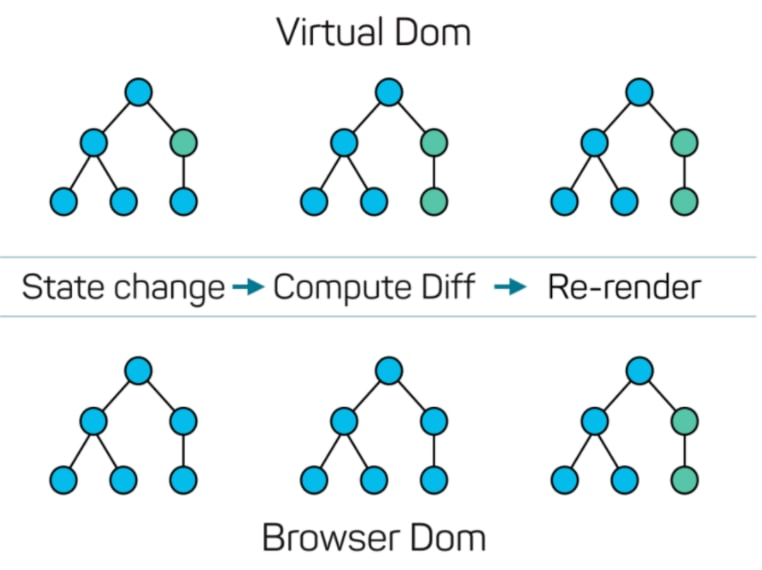 Virtual Dom
State change → Compute Diff → Re-render
Browser Dom